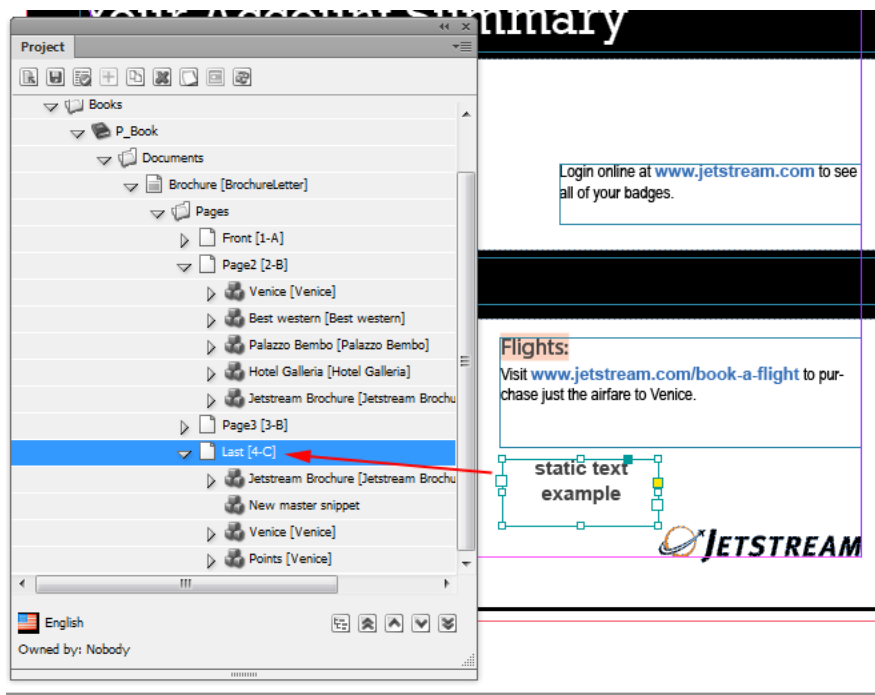 Your Account Summary
Project
Books
P_Book
Documents
Brochure [BrochureLetter]
Pages
Front [1-A]
Page2 [2-B]
Venice [Venice]
Best western [Best western]
Palazzo Bembo [Palazzo Bembo]
Hotel Galleria [Hotel Galleria]
Jetstream Brochure [Jetstream Brochu
Page3 [3-B]
Last [4-C]
Jetstream Brochure [Jetstream Brochu
New master snippet
Venice [Venice]
Points [Venice]
English
Owned by: Nobody
Login online at www.jetstream.com to see
all of your badges.
Flights:
Visit www.jetstream.com/book-a-flight to pur-
chase just the airfare to Venice.
static text
example
JETSTREAM